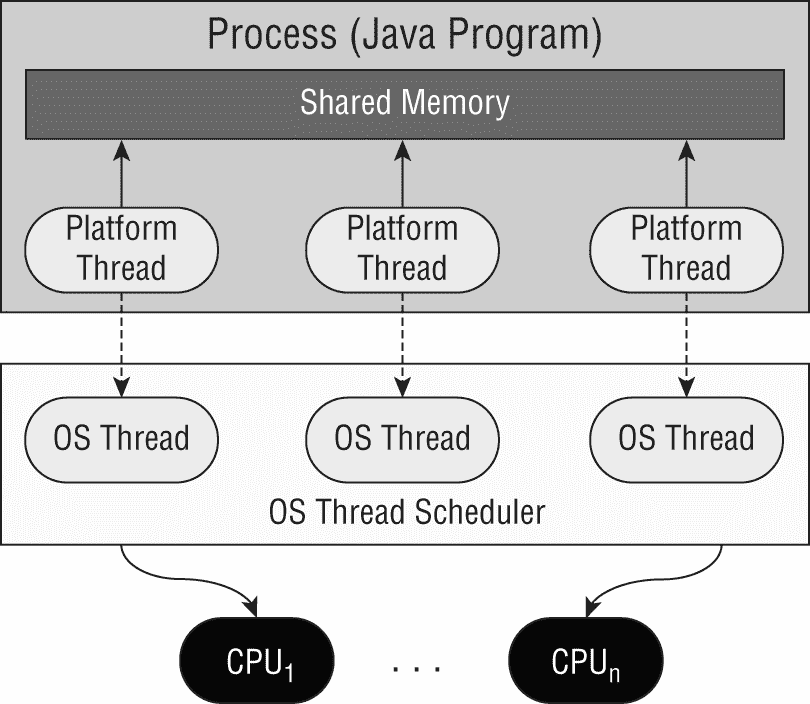 Process (Java Program)
Shared Memory
Platform
Thread
Platform
Thread
Platform
Thread
OS Thread
OS Thread
OS Thread
OS Thread Scheduler
CPU1
. . .
CPUn